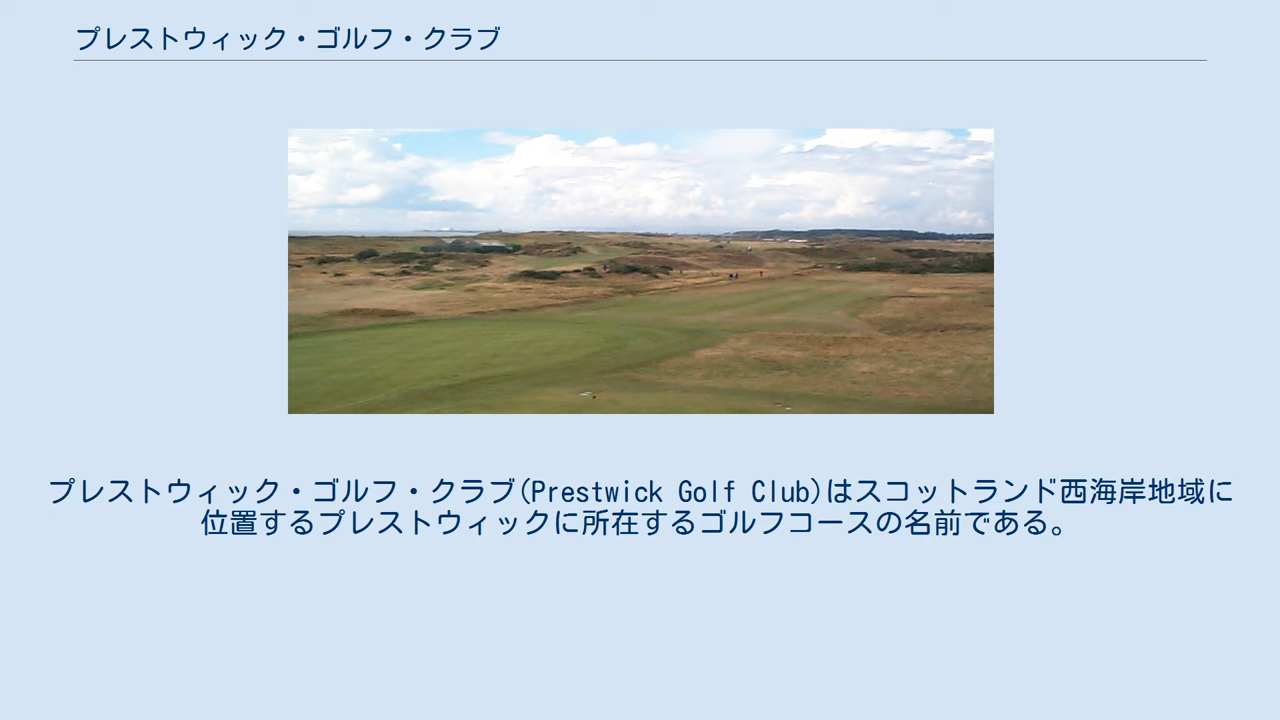 プレストウィック・ゴルフ・クラブ
プレストウィック・ゴルフ・クラブ(Prestwick Golf Club)はスコットランド西海岸地域に
位置するプレストウィックに所在するゴルフコースの名前である。